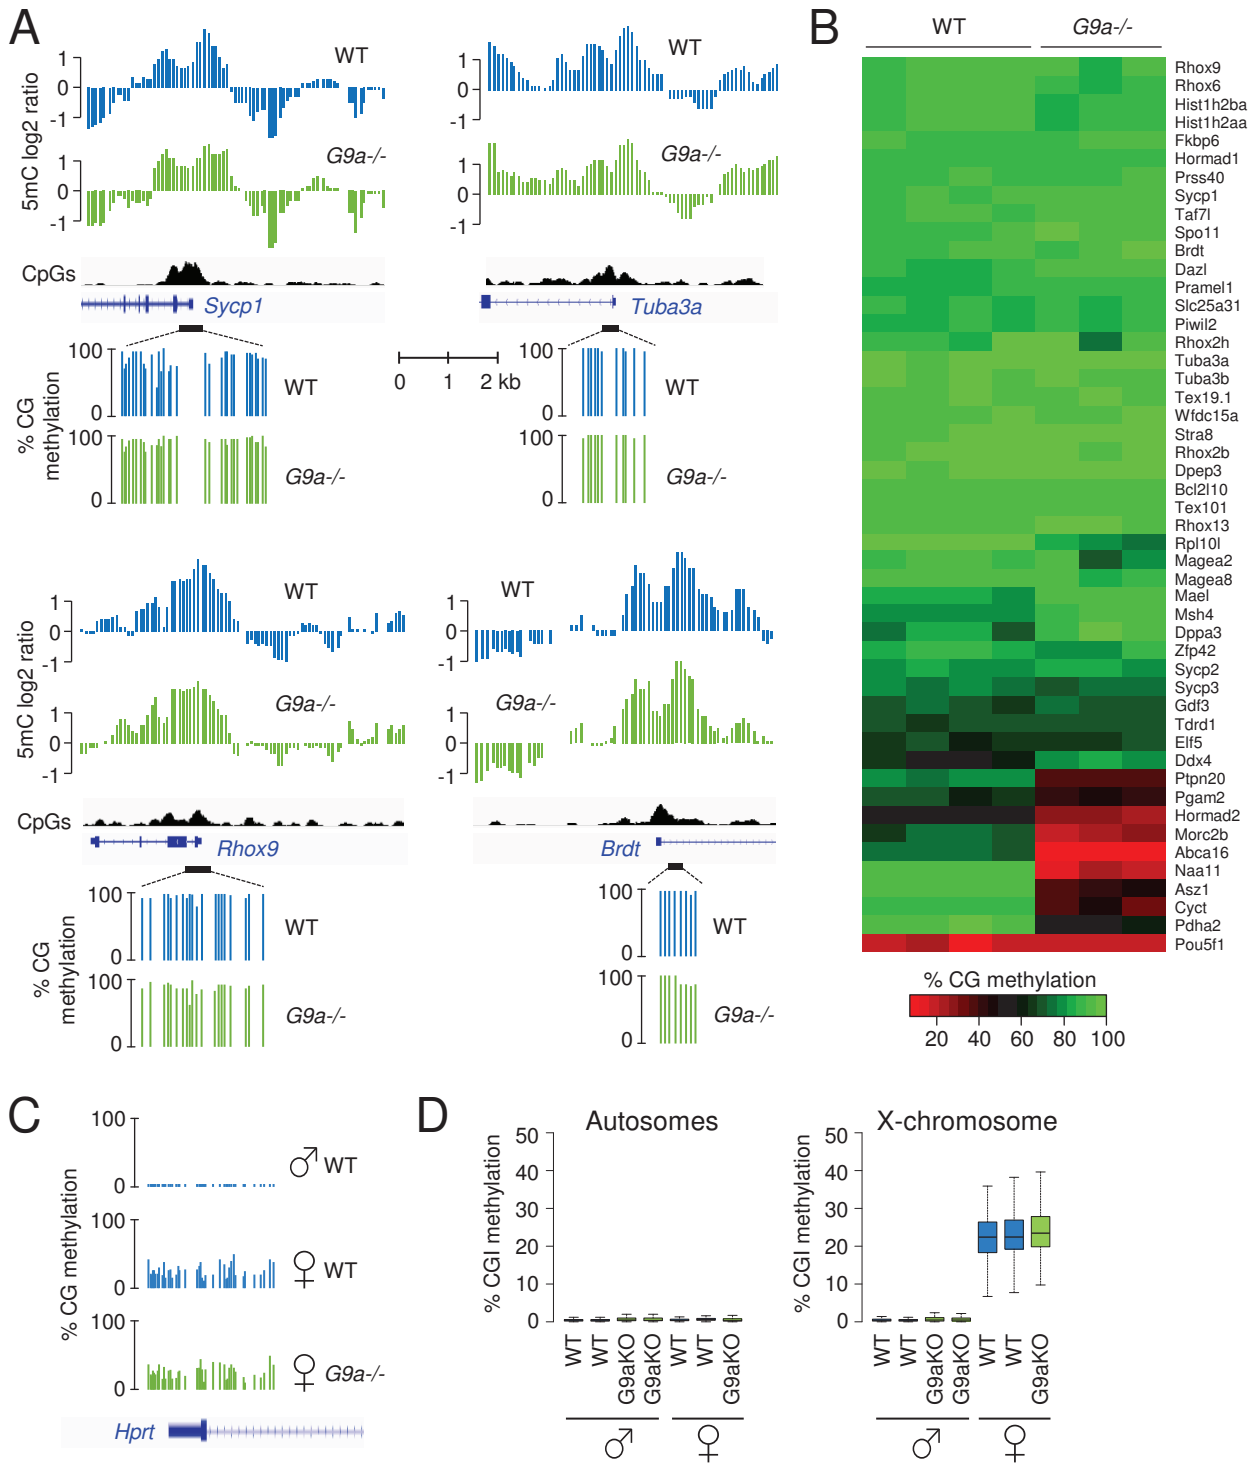 A
WT
1
0
-1
G9a-/-
1
0
-1
5mC log2 ratio
WT
1
0
-1
G9a-/-
1
0
-1
CpGs
Sycp1
Tuba3a
100
0
WT
100
0
G9a-/-
% CG
methylation
0 1 2 kb
100
0
WT
100
0
G9a-/-
WT
1
0
-1
G9a-/-
1
0
-1
5mC log2 ratio
WT
1
0
-1
G9a-/-
1
0
-1
CpGs
Rhox9
Brdt
100
0
WT
100
0
G9a-/-
% CG
methylation
100
0
WT
100
0
G9a-/-
B
WT G9a-/-
Rhox9
Rhox6
Hist1h2ba
Hist1h2aa
Fkbp6
Hormad1
Prss40
Sycp1
Taf7l
Spo11
Brdt
Dazl
Pramel1
Slc25a31
Piwil2
Rhox2h
Tuba3a
Tuba3b
Tex19.1
Wfdc15a
Stra8
Rhox2b
Dpep3
Bcl2l10
Tex101
Rhox13
Rpl10l
Magea2
Magea8
Mael
Msh4
Dppa3
Zfp42
Sycp2
Sycp3
Gdf3
Tdrd1
Elf5
Ddx4
Ptpn20
Pgam2
Hormad2
Morc2b
Abca16
Naa11
Asz1
Cyct
Pdha2
Pou5f1
% CG methylation
20 40 60 80 100
C
100
0
♂ WT
100
0
♀ WT
100
0
♀ G9a-/-
% CG methylation
Hprt
D
Autosomes
50
40
30
20
10
0
% CGI methylation
WT
WT
G9aKO
G9aKO
WT
WT
G9aKO
♂ ♀
X-chromosome
50
40
30
20
10
0
% CGI methylation
WT
WT
G9aKO
G9aKO
WT
WT
G9aKO
♂ ♀